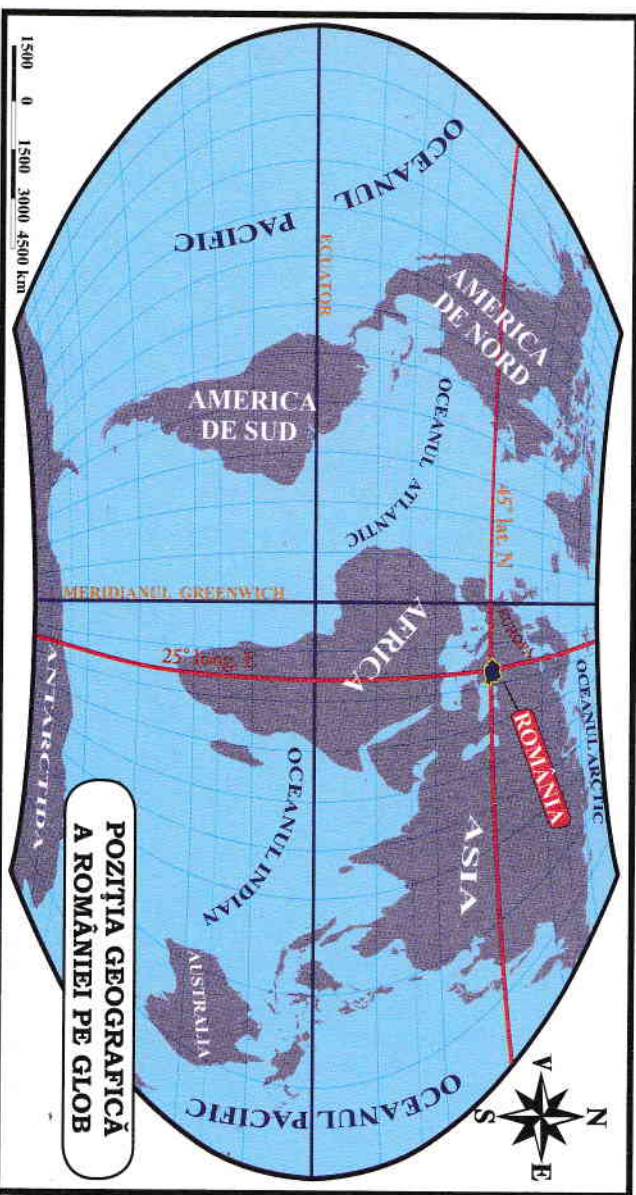 N
V
E
S
OCEANUL ARCTIC
AMERICA
DE NORD
45° lat. N
EUROPA
ROMÂNIA
ASIA
OCEANUL
PACIFIC
OCEANUL ATLANTIC
AFRICA
ECUATOR
AMERICA
DE SUD
OCEANUL INDIAN
OCEANUL PACIFIC
25° long. E
AUSTRALIA
MERIDIANUL GREENWICH
ANTARCTIDA
1500 0 1500 3000 4500 km
POZIŢIA GEOGRAFICĂ
A ROMÂNIEI PE GLOB